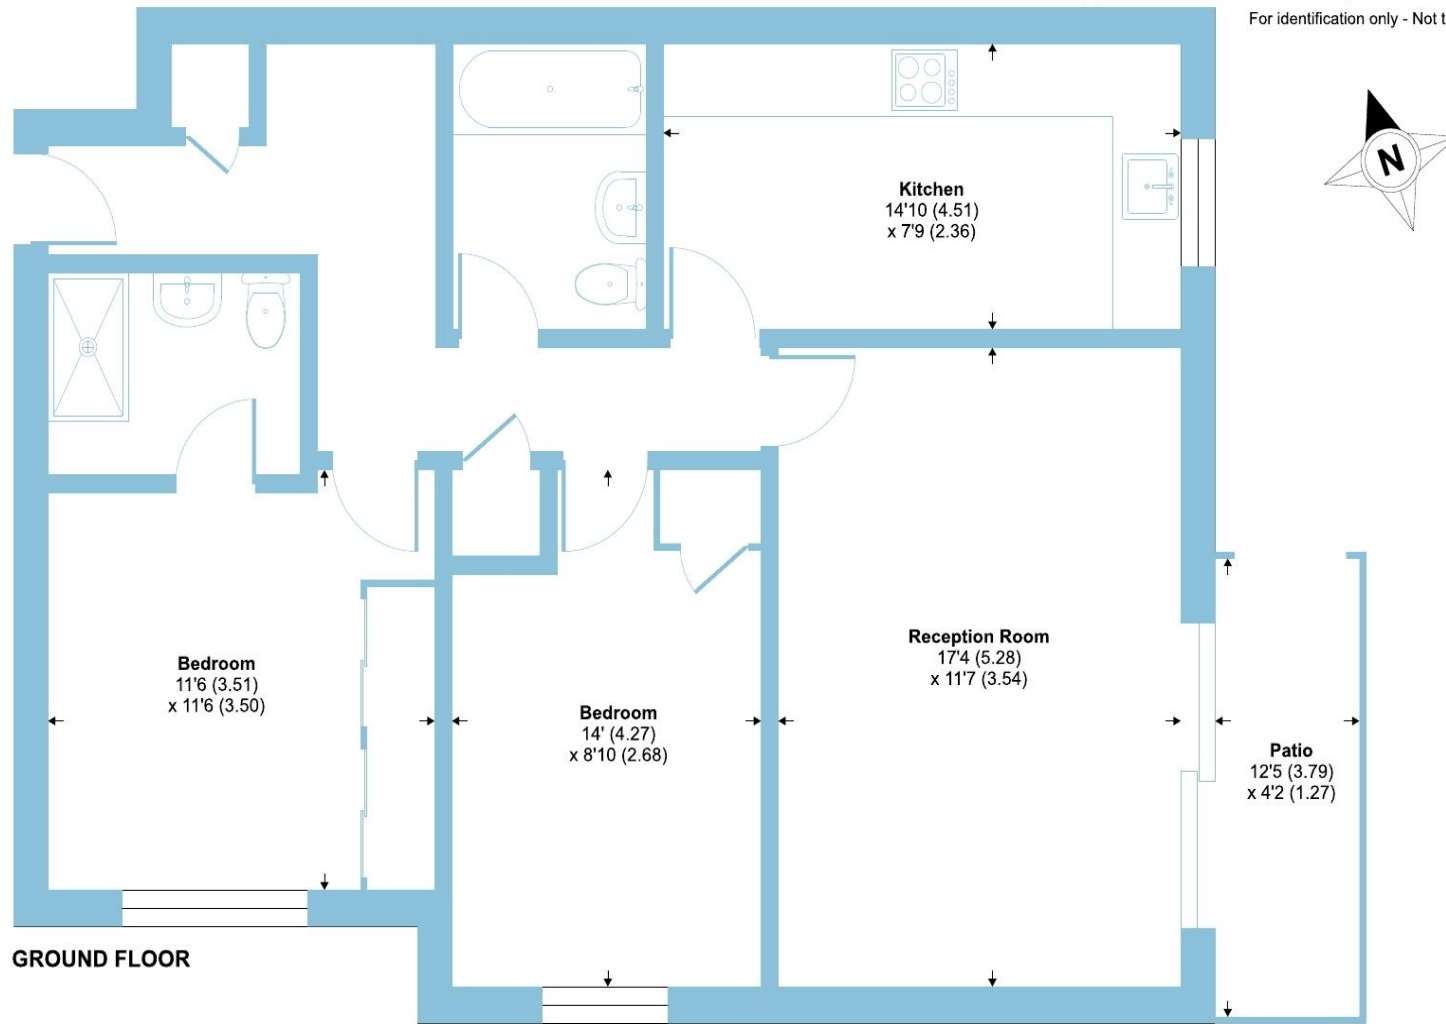 For identification only - Not t
N
Kitchen
14'10 (4.51)
x 7'9 (2.36)
Reception Room
17'4 (5.28)
x 11'7 (3.54)
Bedroom
11'6 (3.51)
x 11'6 (3.50)
Bedroom
14' (4.27)
x 8'10 (2.68)
Patio
12'5 (3.79)
x 4'2 (1.27)
GROUND FLOOR